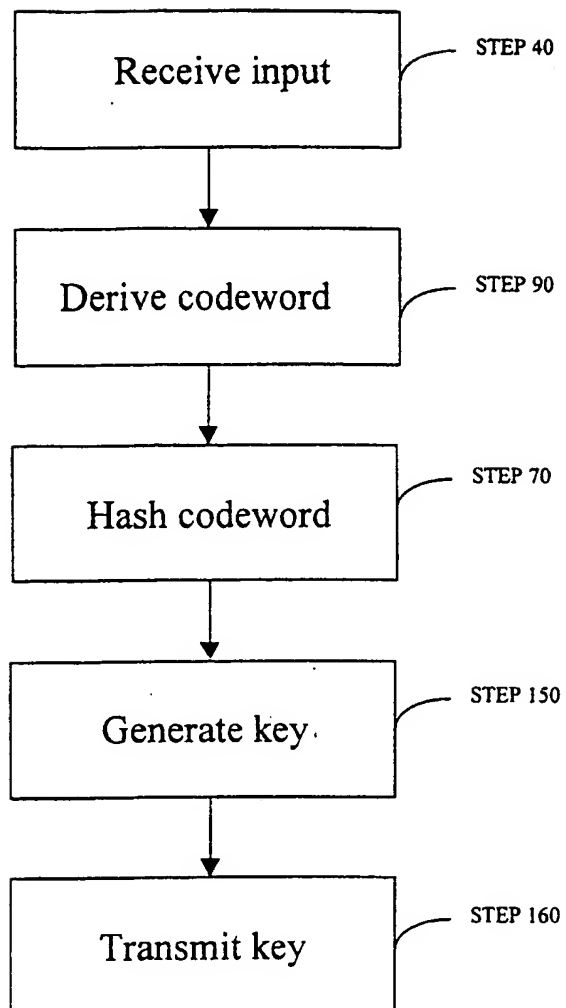 Receive input
STEP 40
Derive codeword
STEP 90
Hash codeword
STEP 70
Generate key
STEP 150
Transmit key
STEP 160